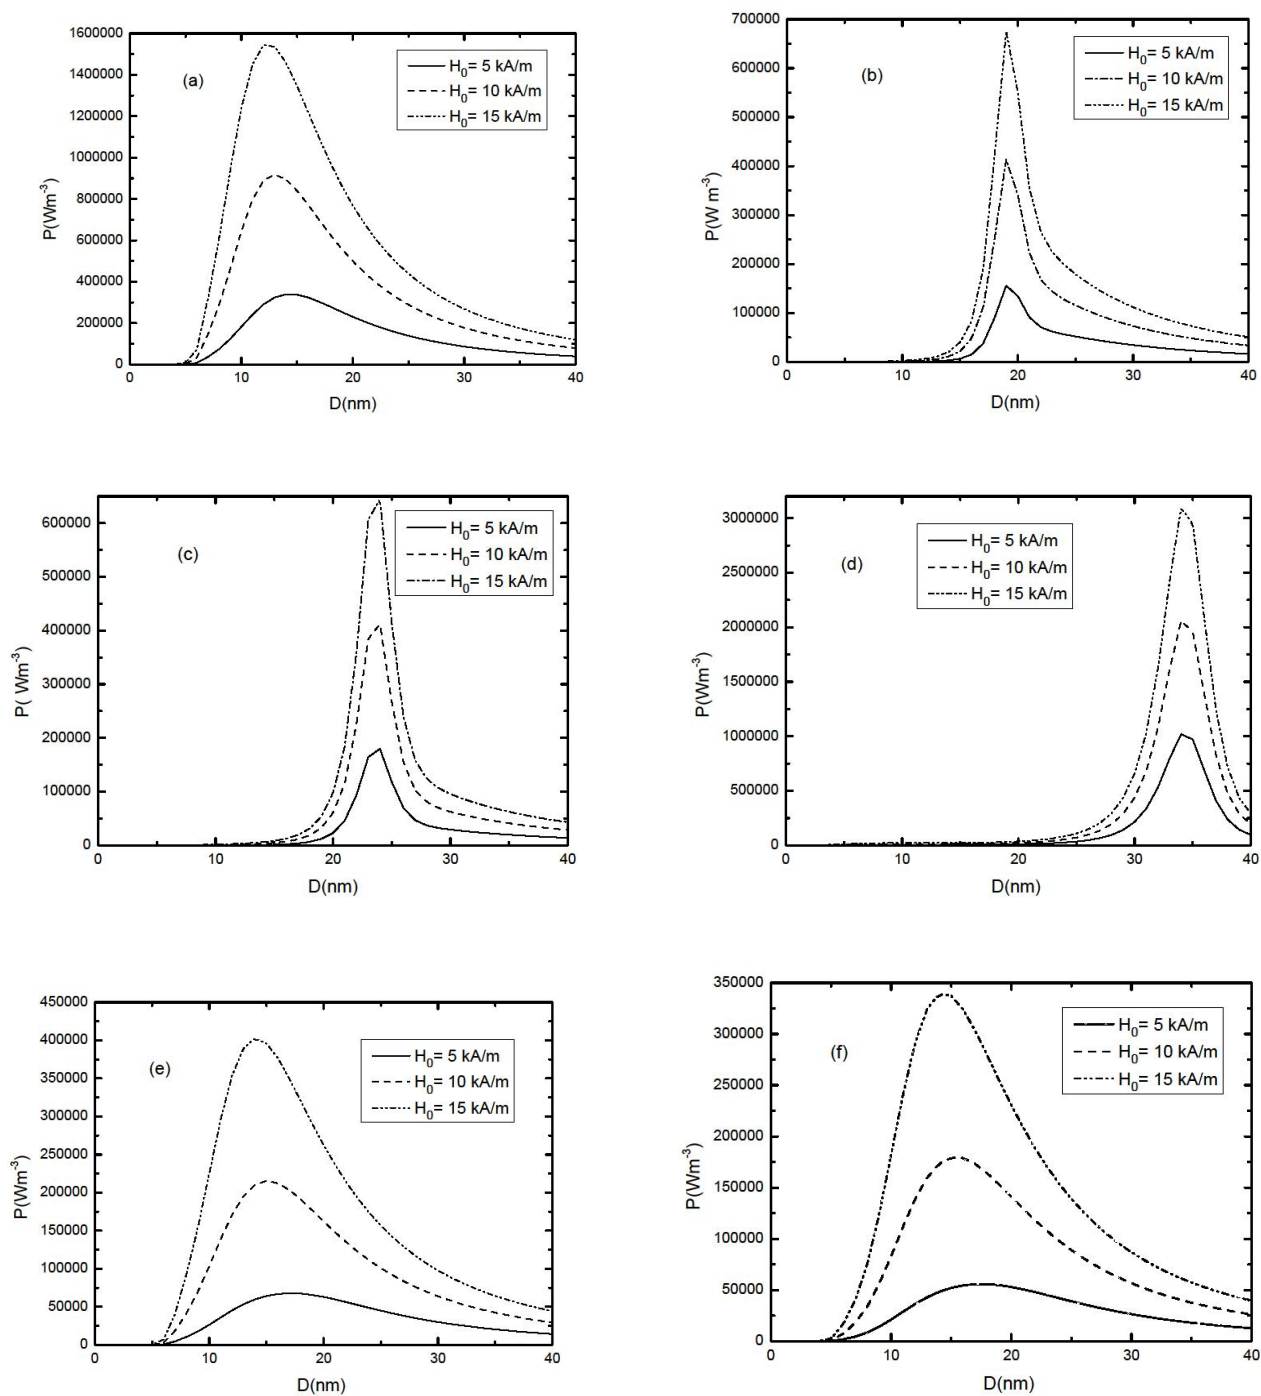 1600000
1400000
1200000
1000000
800000
600000
400000
200000
0
P(Wm⁻³)
(a)
H₀= 5 kA/m
H₀= 10 kA/m
H₀= 15 kA/m
0 10 20 30 40
D(nm)
700000
600000
500000
400000
300000
200000
100000
0
P(W m⁻³)
(b)
H₀= 5 kA/m
H₀= 10 kA/m
H₀= 15 kA/m
0 10 20 30 40
D(nm)
600000
500000
400000
300000
200000
100000
0
P( Wm⁻³)
(c)
H₀= 5 kA/m
H₀= 10 kA/m
H₀= 15 kA/m
0 10 20 30 40
D(nm)
3000000
2500000
2000000
1500000
1000000
500000
0
P(Wm⁻³)
(d)
H₀= 5 kA/m
H₀= 10 kA/m
H₀= 15 kA/m
0 10 20 30 40
D(nm)
450000
400000
350000
300000
250000
200000
150000
100000
50000
0
P(Wm⁻³)
(e)
H₀= 5 kA/m
H₀= 10 kA/m
H₀= 15 kA/m
0 10 20 30 40
D(nm)
350000
300000
250000
200000
150000
100000
50000
0
P(Wm⁻³)
(f)
H₀= 5 kA/m
H₀= 10 kA/m
H₀= 15 kA/m
0 10 20 30 40
D(nm)